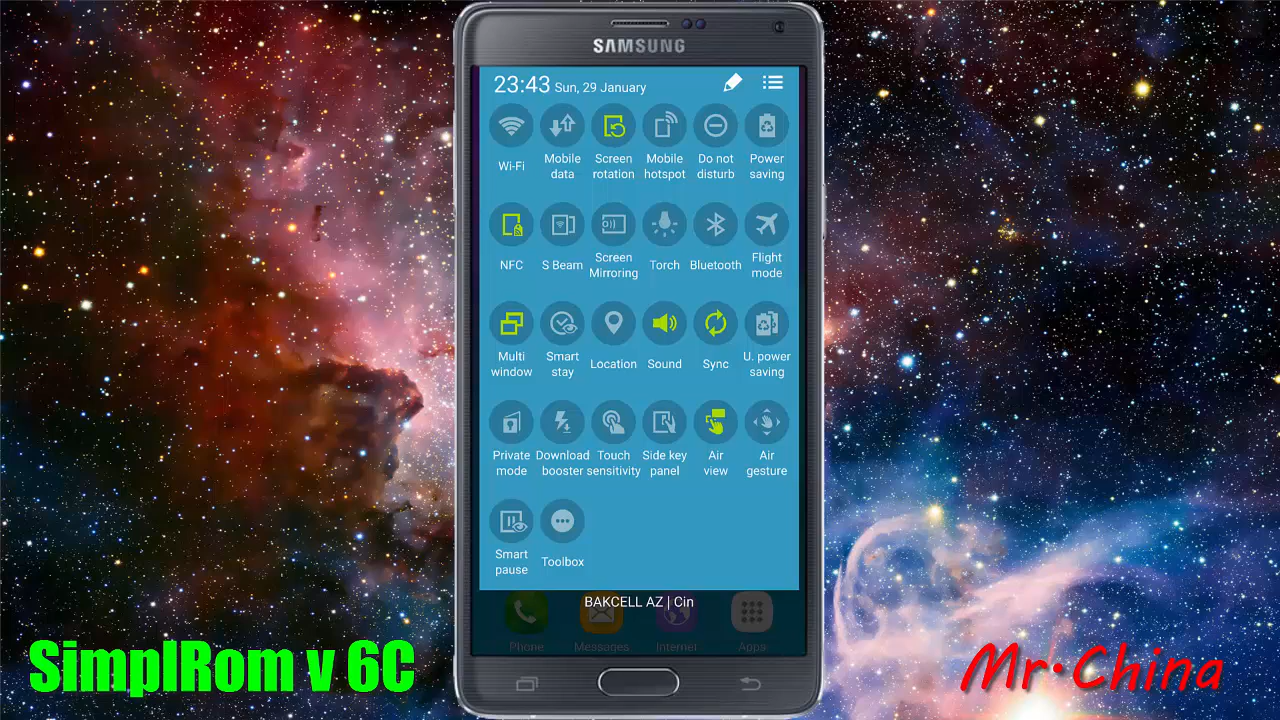 SAMSUNG
23:43 Sun, 29 January
Wi-Fi
Mobile
data
Screen
rotation
Mobile
hotspot
Do not
disturb
Power
saving
NFC
S Beam
Screen
Mirroring
Torch
Bluetooth
Flight
mode
Multi
window
Smart
stay
Location
Sound
Sync
U. power
saving
Private
mode
Download
booster
Touch
sensitivity
Side key
panel
Air
view
Air
gesture
Smart
pause
Toolbox
BAKCELL AZ | Cin
Phone
Messages
Internet
Apps
SimplRom v 6C
Mr.China